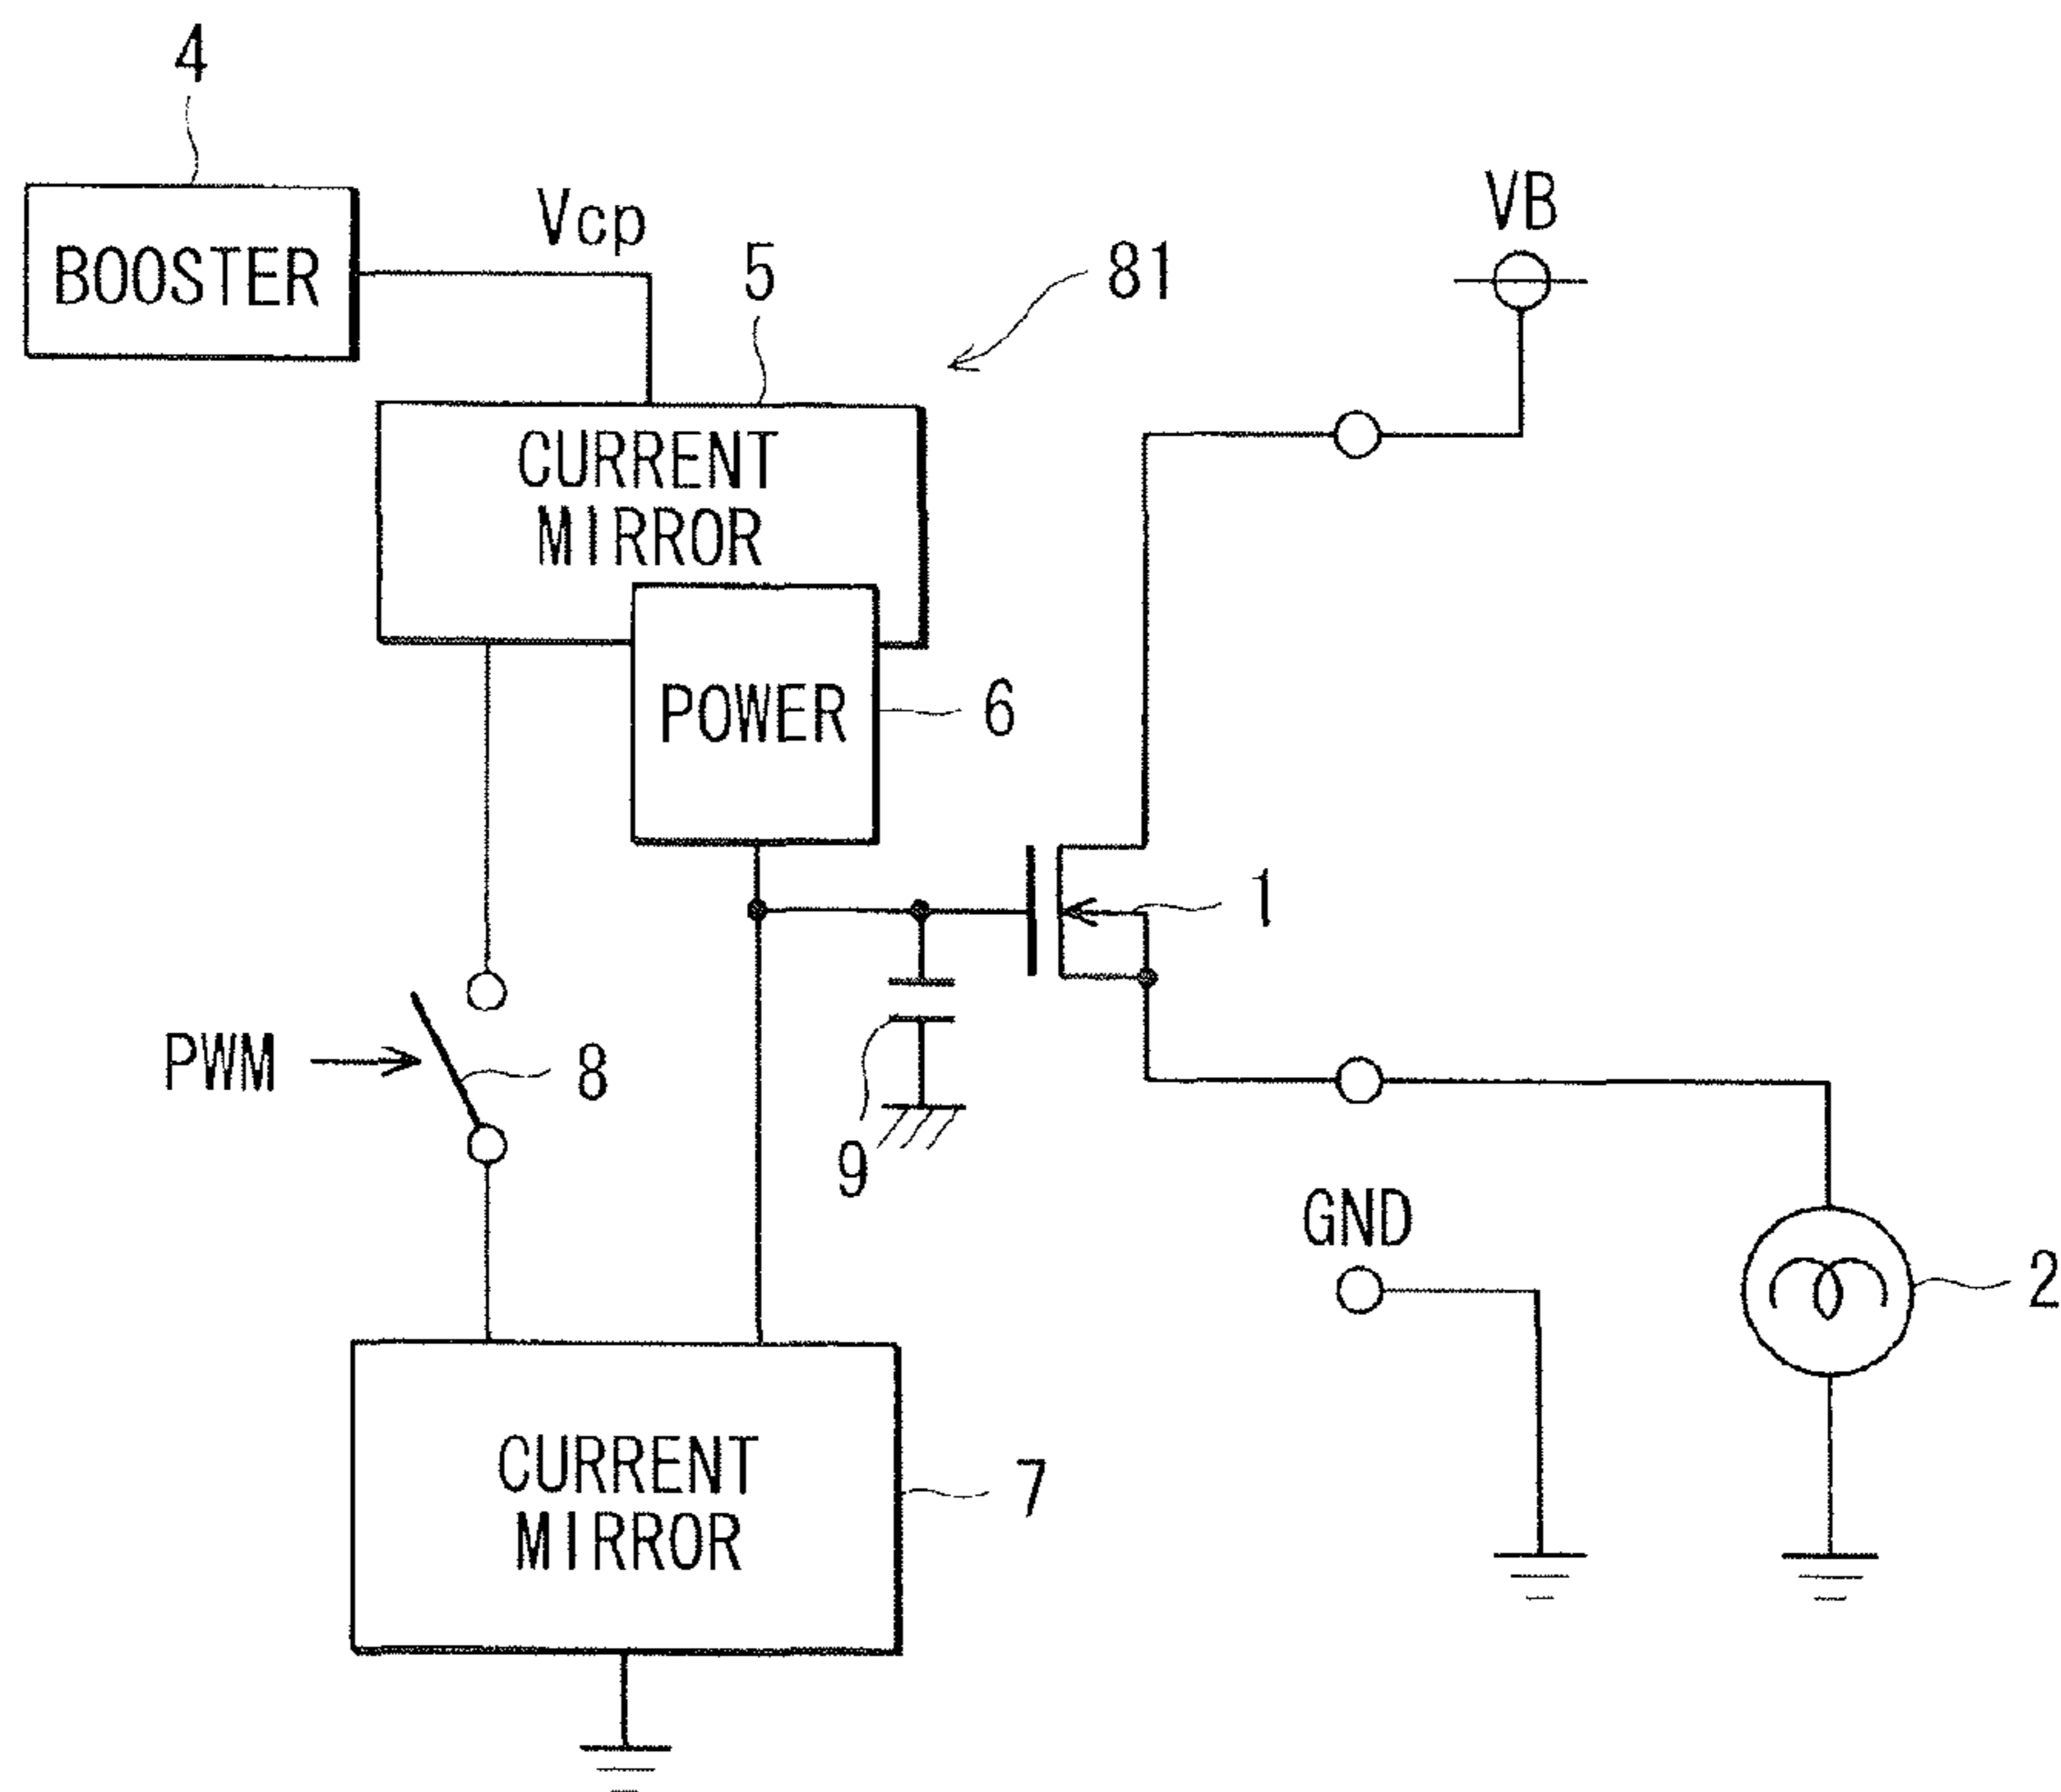 4
BOOSTER
Vcp
5
81
VB
CURRENT
MIRROR
POWER
6
1
PWM
8
9
GND
2
CURRENT
MIRROR
7